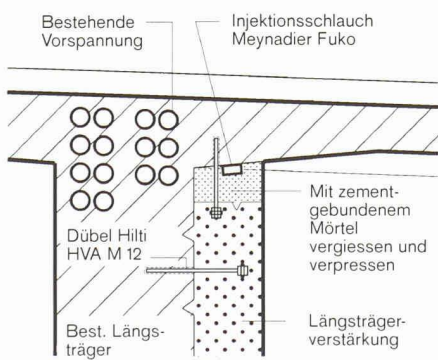 Bestehende
Vorspannung
Injektionsschlauch
Meynadier Fuko
Mit zement-
gebundenem
Mörtel
vergiessen und
verpressen
Dübel Hilti
HVA M 12
Best. Längs-
träger
Längsträger-
verstärkung